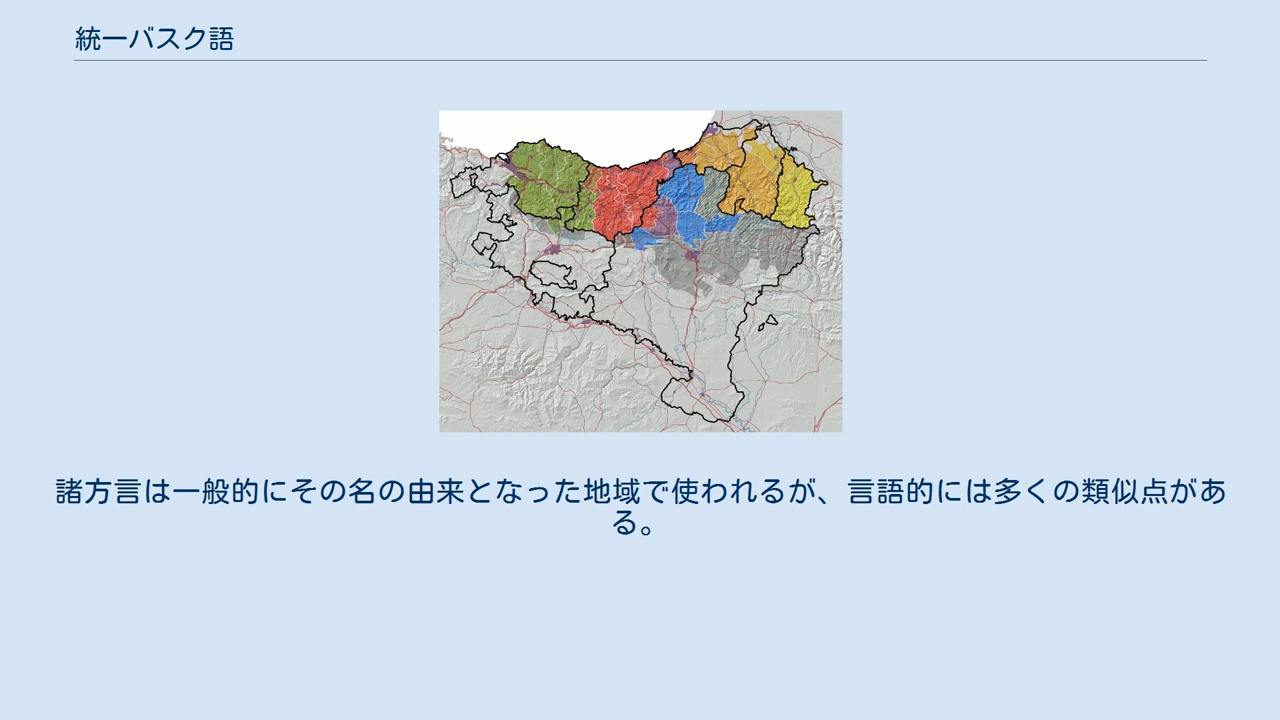 統一バスク語
諸方言は一般的にその名の由来となった地域で使われるが、言語的には多くの類似点があ
る。